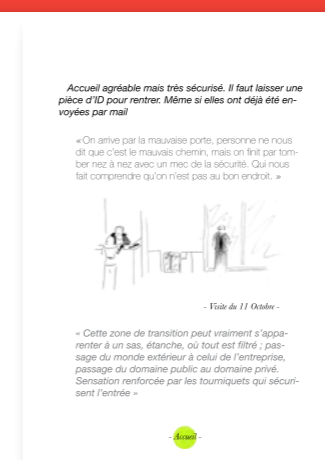 Accueil agréable mais très sécurisé. Il faut laisser une
pièce d'ID pour rentrer. Même si elles ont déjà été en-
voyées par mail
« On arrive par la mauvaise porte, personne ne nous
dit que c'est le mauvais chemin, mais on finit par tom-
ber nez à nez avec un mec de la sécurité. Qui nous
fait comprendre qu'on n'est pas au bon endroit. »
- Visite du 11 Octobre -
« Cette zone de transition peut vraiment s'appa-
renter à un sas, étanche, où tout est filtré ; pas-
sage du monde extérieur à celui de l'entreprise,
passage du domaine public au domaine privé.
Sensation renforcée par les tourniquets qui sécuri-
sent l'entrée »
- Accueil -